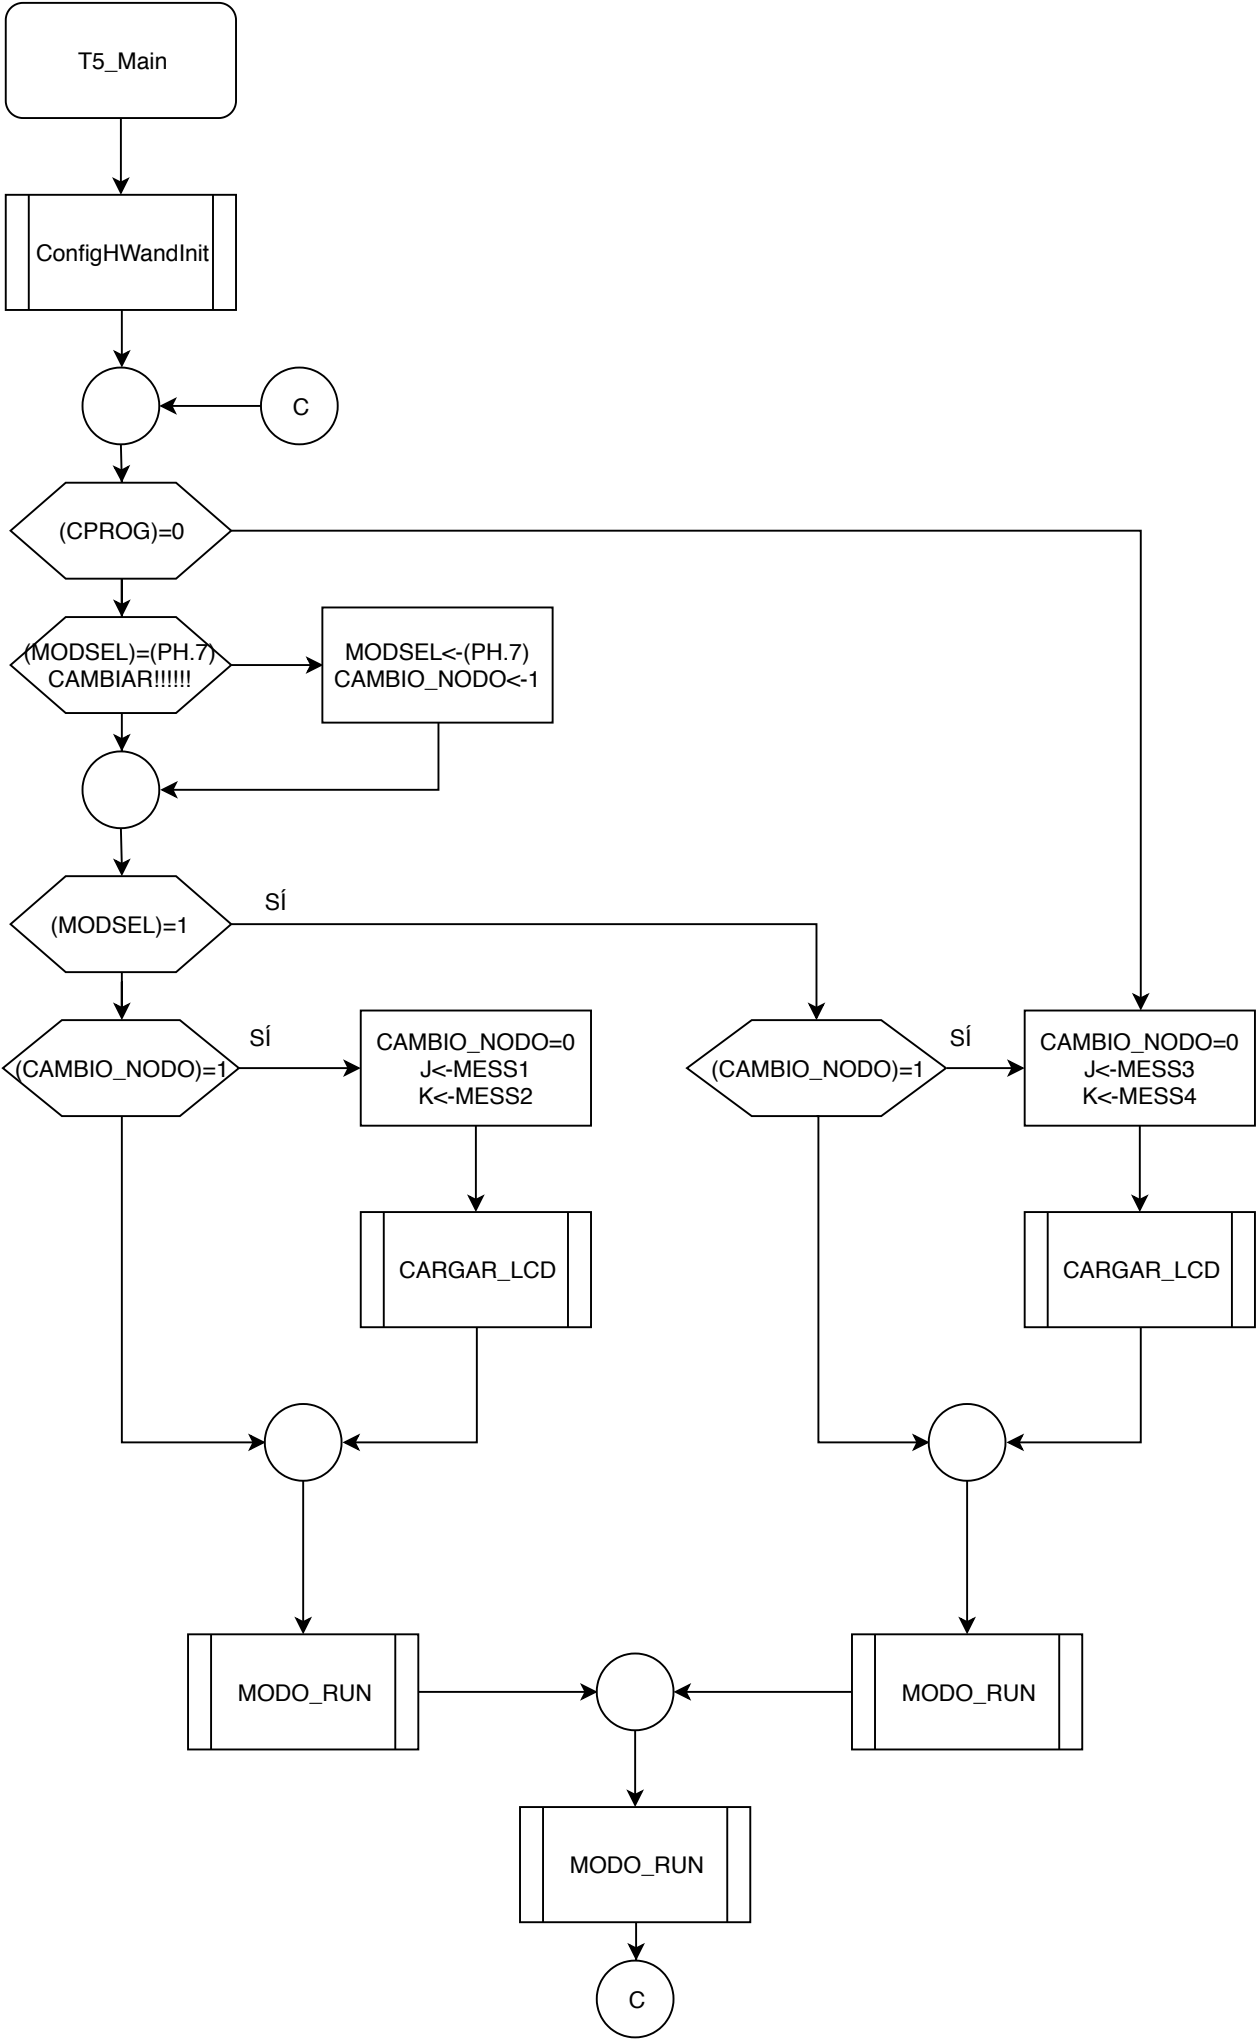 T5_Main
ConfigHWandInit
C
(CPROG)=0
(MODSEL)=(PH.7)
CAMBIAR!!!!!!
MODSEL<-(PH.7)
CAMBIO_NODO<-1
(MODSEL)=1
SÍ
(CAMBIO_NODO)=1
SÍ
CAMBIO_NODO=0
J<-MESS1
K<-MESS2
(CAMBIO_NODO)=1
SÍ
CAMBIO_NODO=0
J<-MESS3
K<-MESS4
CARGAR_LCD
CARGAR_LCD
MODO_RUN
MODO_RUN
MODO_RUN
C